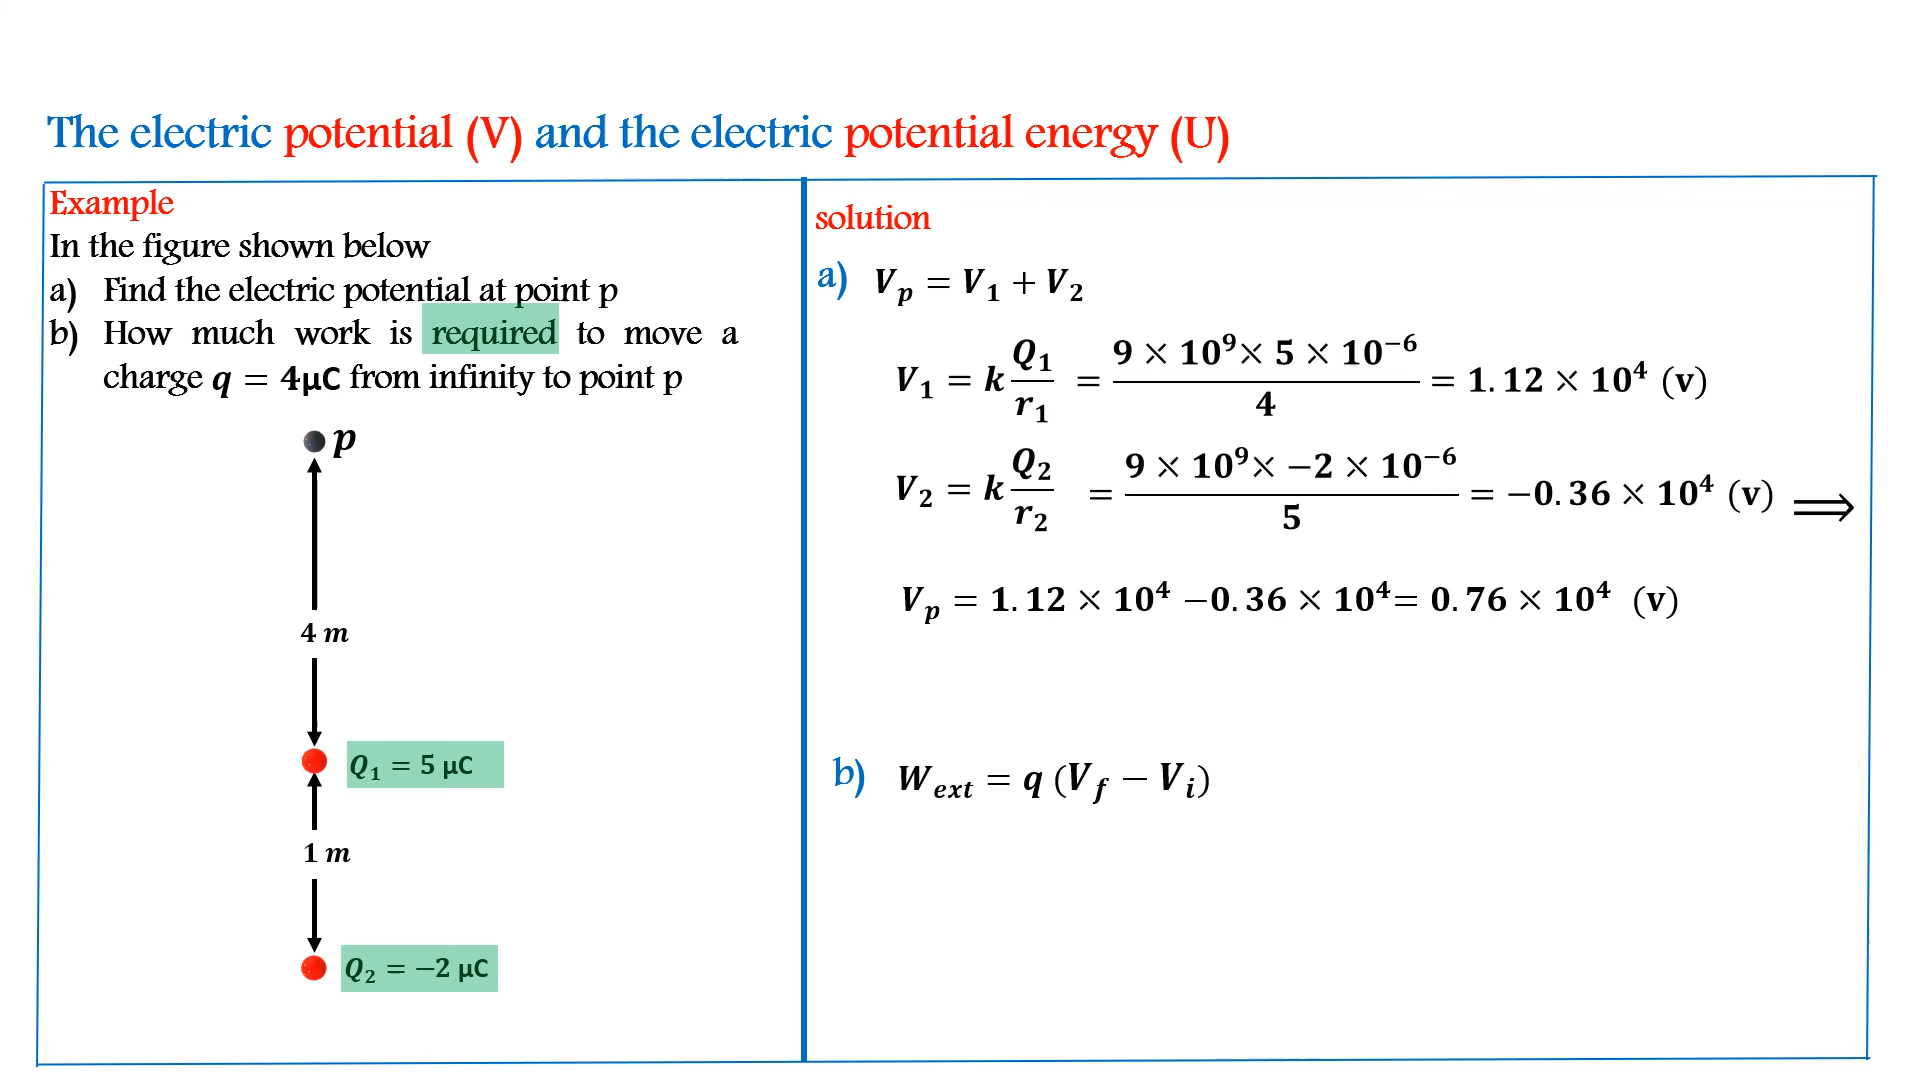 The electric potential (V) and the electric potential energy (U)
Example
In the figure shown below
a) Find the electric potential at point p
b) How much work is required to move a
charge q = 4μC from infinity to point p
p
4 m
Q₁ = 5 μC
1 m
Q₂ = −2 μC
solution
a) Vₚ = V₁ + V₂
V₁ = k Q₁/r₁ = 9 × 10⁹× 5 × 10⁻⁶/4 = 1.12 × 10⁴ (v)
V₂ = k Q₂/r₂ = 9 × 10⁹× −2 × 10⁻⁶/5 = −0.36 × 10⁴ (v) ⟹
Vₚ = 1.12 × 10⁴ −0.36 × 10⁴= 0.76 × 10⁴ (v)
b) W_ext = q (V_f − V_i)